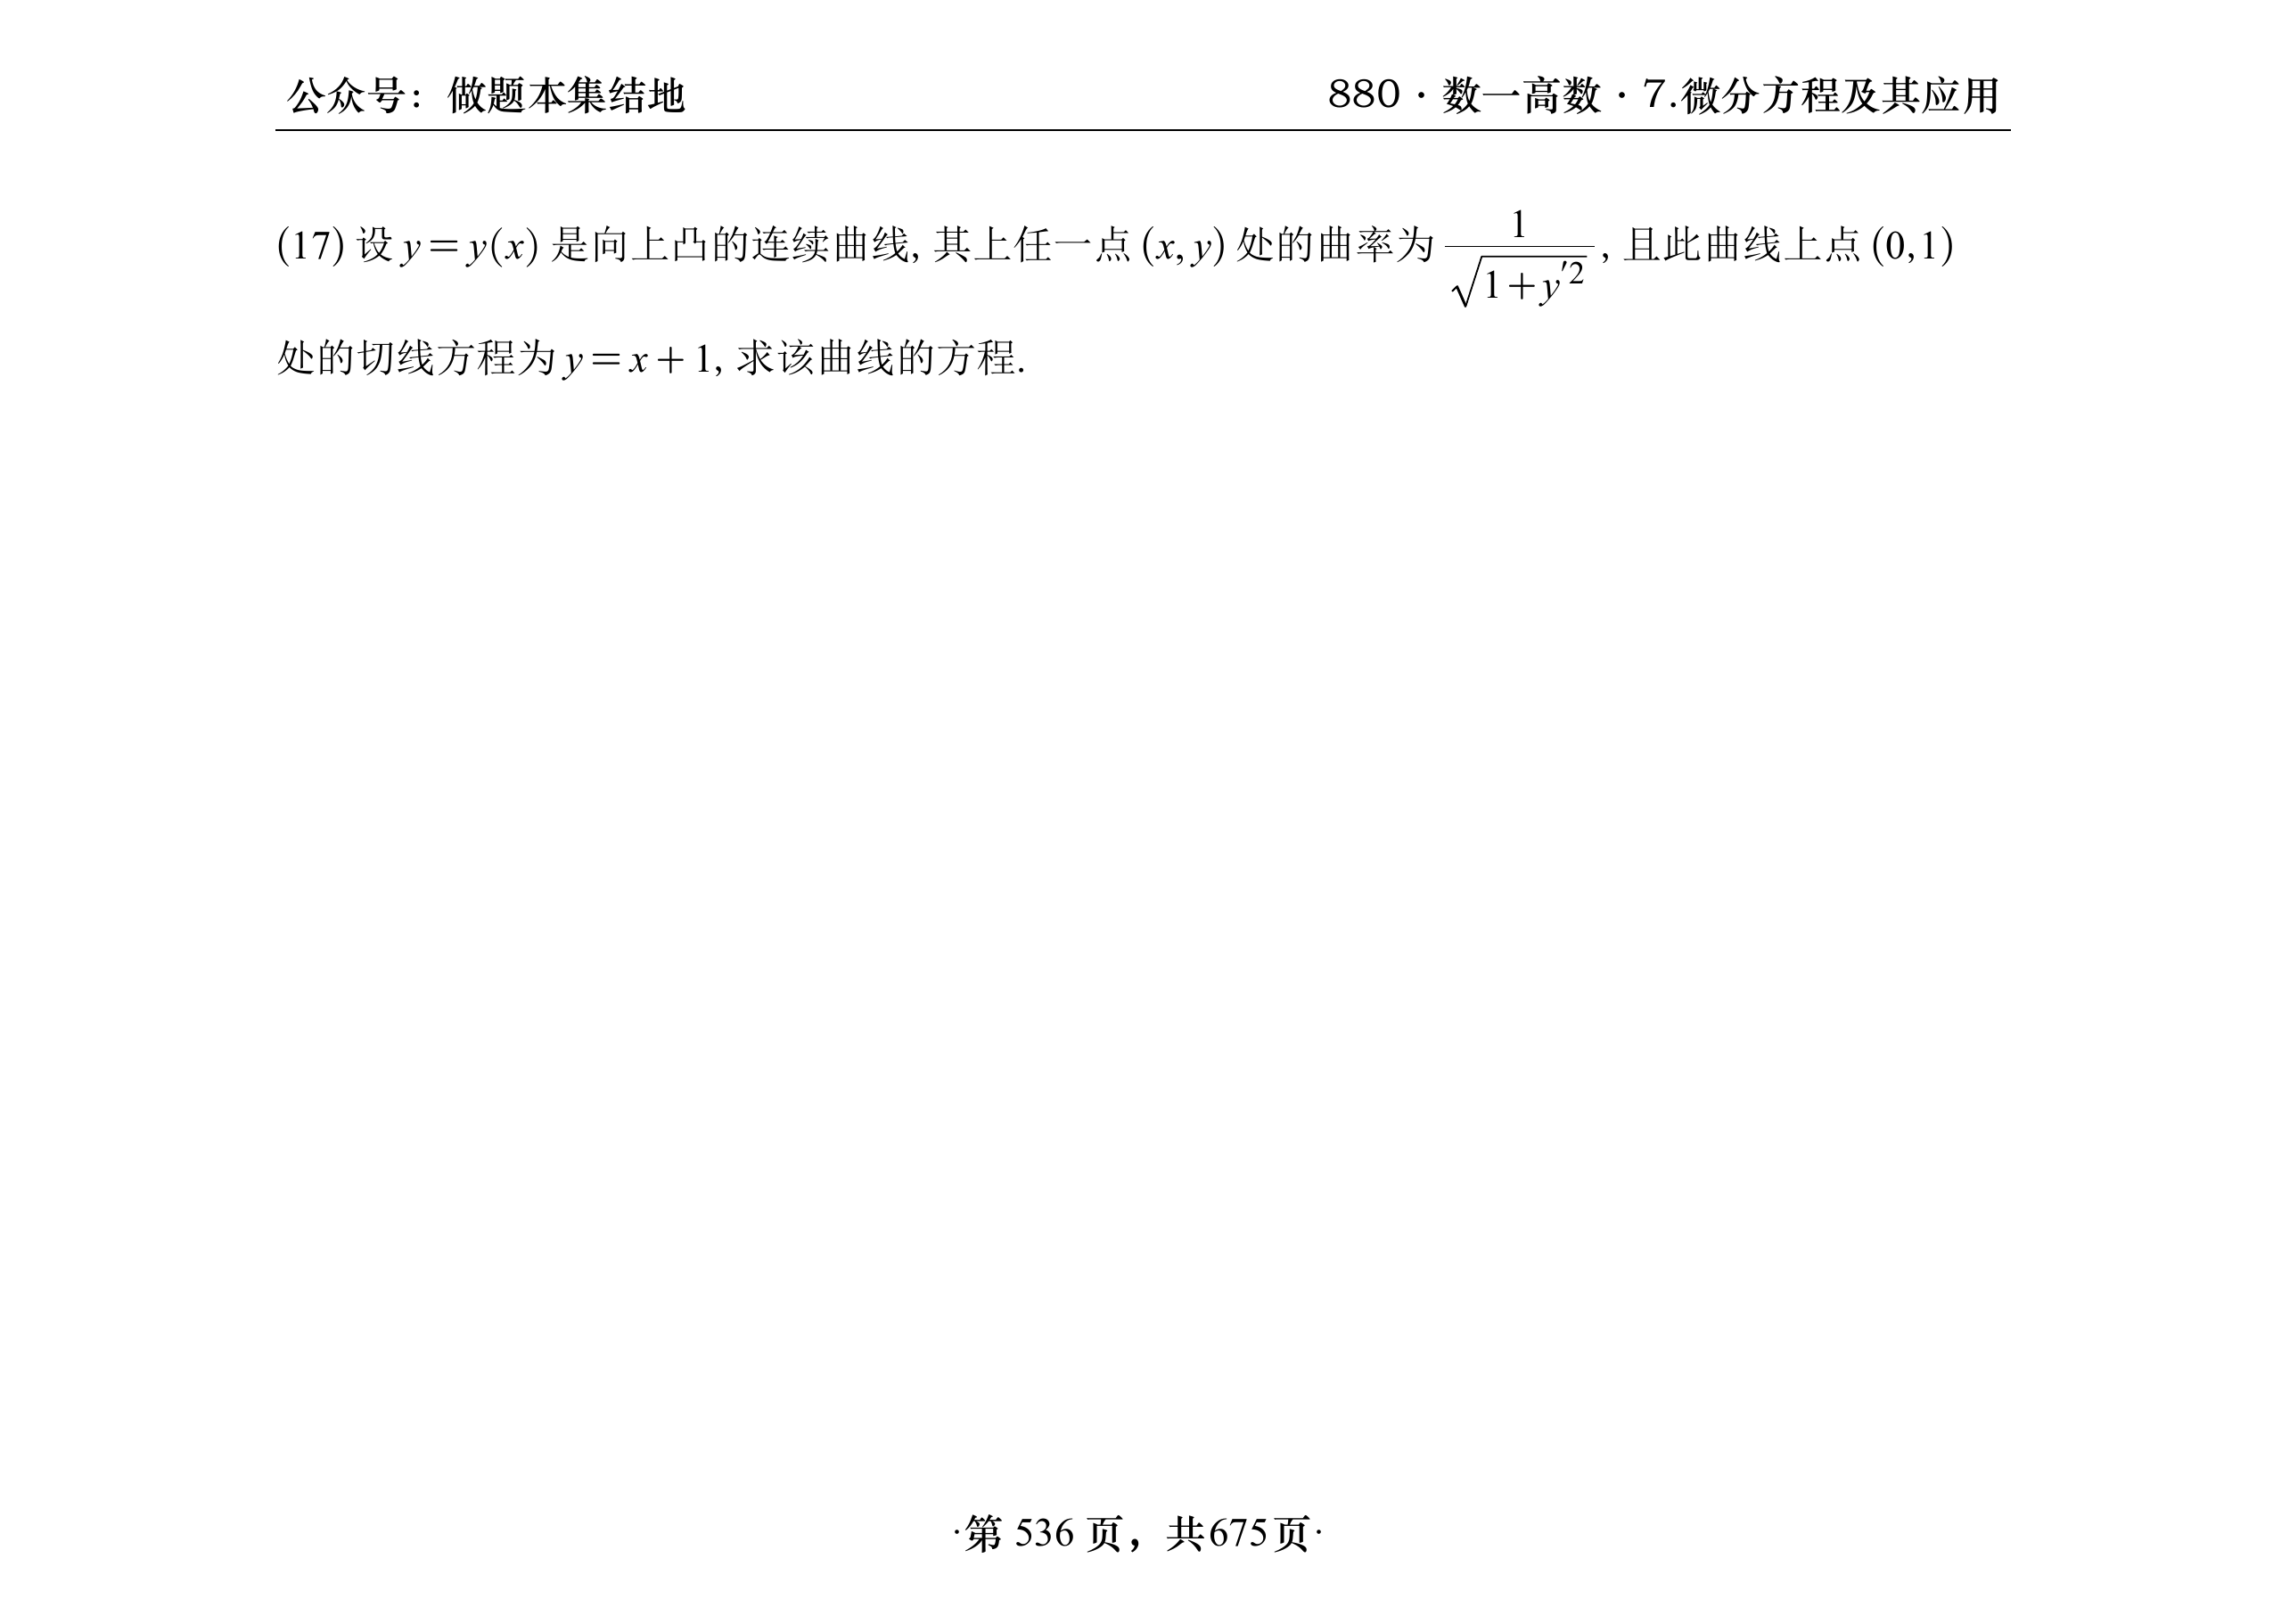 公众号：做题本集结地
880·数一高数·7.微分方程及其应用
(17) 设 y=y(x) 是向上凸的连续曲线, 其上任一点 (x, y) 处的曲率为 \frac{1}{\sqrt{1+y'^2}}, 且此曲线上点 (0,1)
处的切线方程为 y=x+1, 求该曲线的方程.
·第 536 页，共675页·